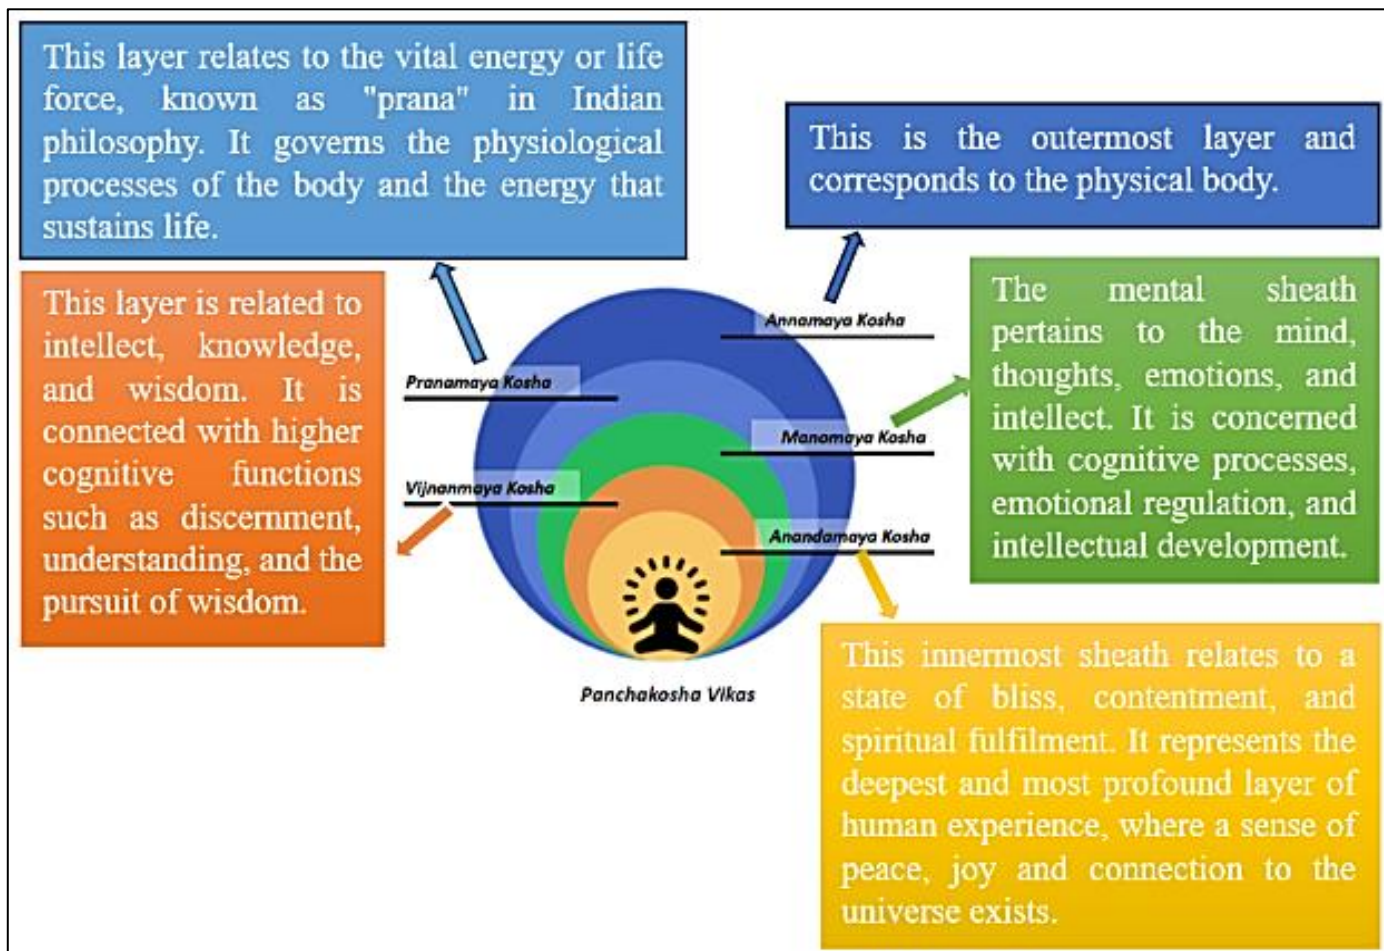 This layer relates to the vital energy or life
force, known as "prana" in Indian
philosophy. It governs the physiological
processes of the body and the energy that
sustains life.
This is the outermost layer and
corresponds to the physical body.
This layer is related to
intellect, knowledge,
and wisdom. It is
connected with higher
cognitive functions
such as discernment,
understanding, and the
pursuit of wisdom.
The mental sheath
pertains to the mind,
thoughts, emotions, and
intellect. It is concerned
with cognitive processes,
emotional regulation, and
intellectual development.
Annamaya Kosha
Pranamaya Kosha
Manamaya Kosha
Vijnanmaya Kosha
Anandamaya Kosha
Panchakosha Vikas
This innermost sheath relates to a
state of bliss, contentment, and
spiritual fulfilment. It represents the
deepest and most profound layer of
human experience, where a sense of
peace, joy and connection to the
universe exists.